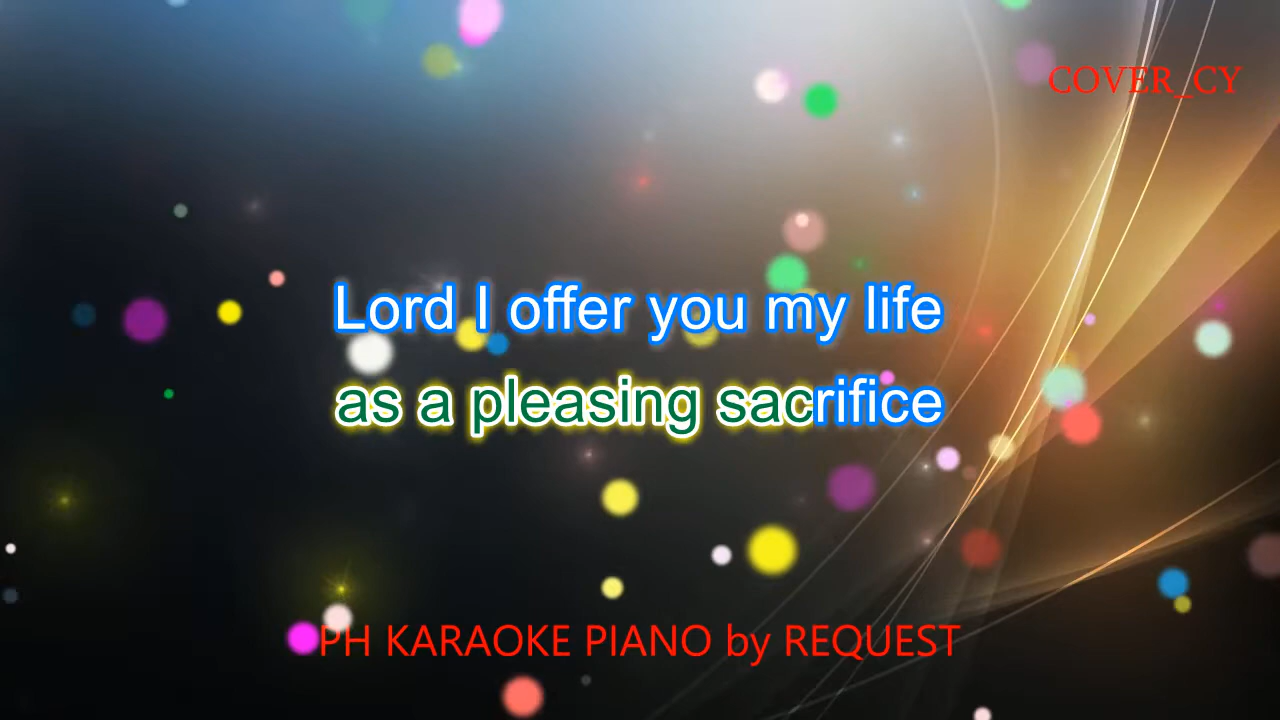 COVER_CY
Lord I offer you my life
as a pleasing sacrifice
PH KARAOKE PIANO by REQUEST